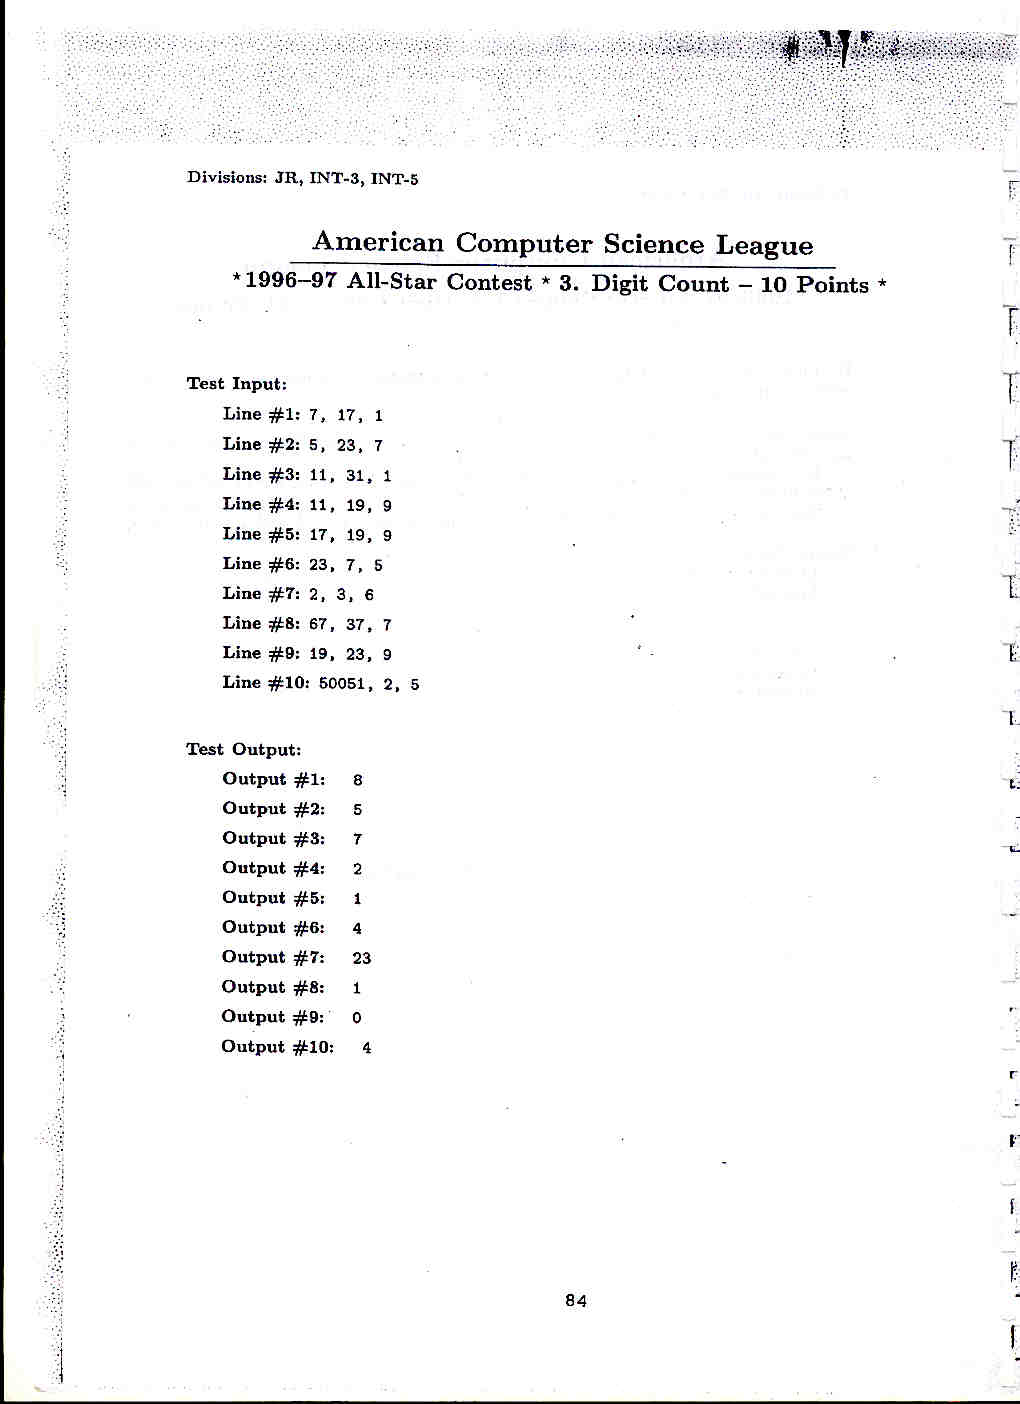 Divisions: JR, INT-3, INT-5
American Computer Science League
*1996–97 All-Star Contest * 3. Digit Count – 10 Points *
Test Input:
Line #1: 7, 17, 1
Line #2: 5, 23, 7
Line #3: 11, 31, 1
Line #4: 11, 19, 9
Line #5: 17, 19, 9
Line #6: 23, 7, 5
Line #7: 2, 3, 6
Line #8: 67, 37, 7
Line #9: 19, 23, 9
Line #10: 50051, 2, 5
Test Output:
Output #1: 8
Output #2: 5
Output #3: 7
Output #4: 2
Output #5: 1
Output #6: 4
Output #7: 23
Output #8: 1
Output #9: 0
Output #10: 4
84